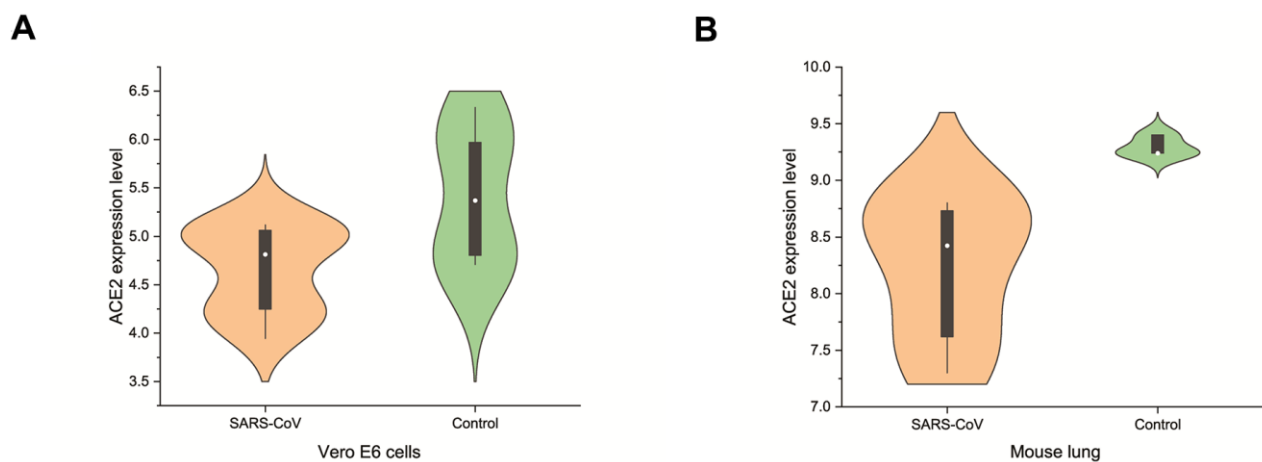 A
ACE2 expression level
6.5
6.0
5.5
5.0
4.5
4.0
3.5
SARS-CoV
Control
Vero E6 cells
B
ACE2 expression level
10.0
9.5
9.0
8.5
8.0
7.5
7.0
SARS-CoV
Control
Mouse lung